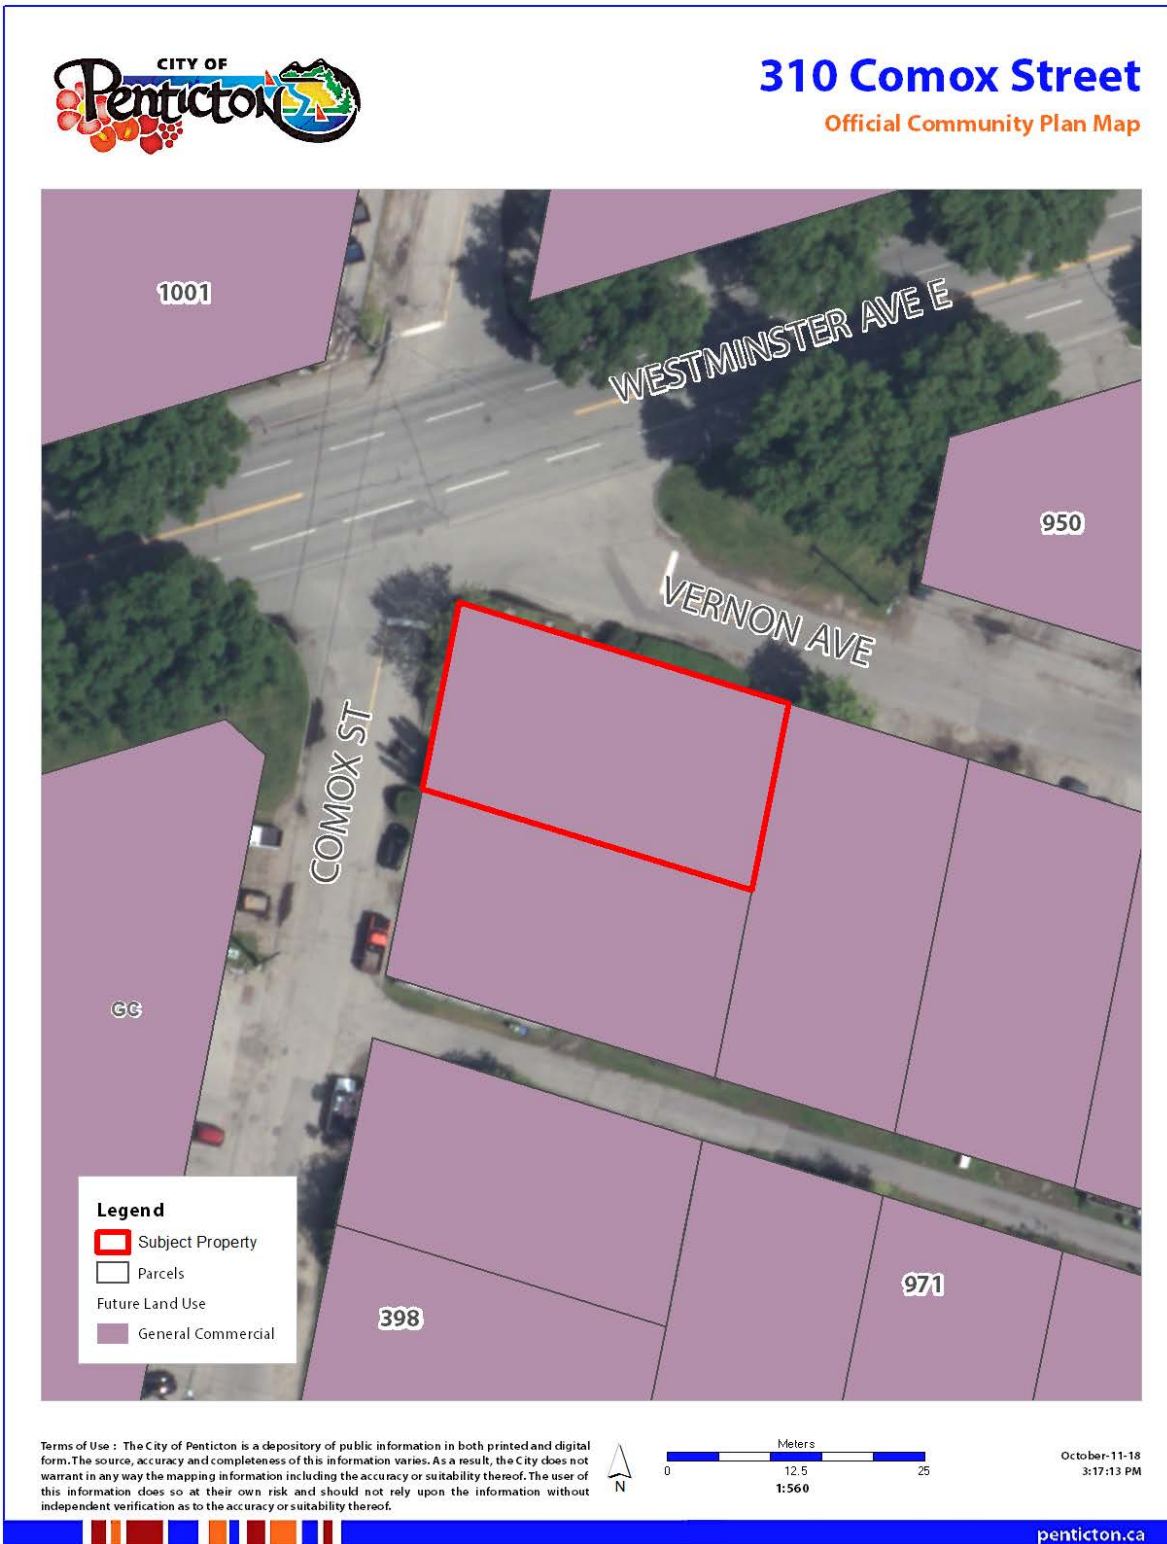 CITY OF
Penticton
310 Comox Street
Official Community Plan Map
1001
WESTMINSTER AVE E
950
VERNON AVE
COMOX ST
GC
Legend
Subject Property
Parcels
Future Land Use
General Commercial
398
971
Terms of Use : The City of Penticton is a depository of public information in both printed and digital
form. The source, accuracy and completeness of this information varies. As a result, the City does not
warrant in any way the mapping information including the accuracy or suitability thereof. The user of
this information does so at their own risk and should not rely upon the information without
independent verification as to the accuracy or suitability thereof.
N
Meters
0 12.5 25
1:560
October-11-18
3:17:13 PM
penticton.ca